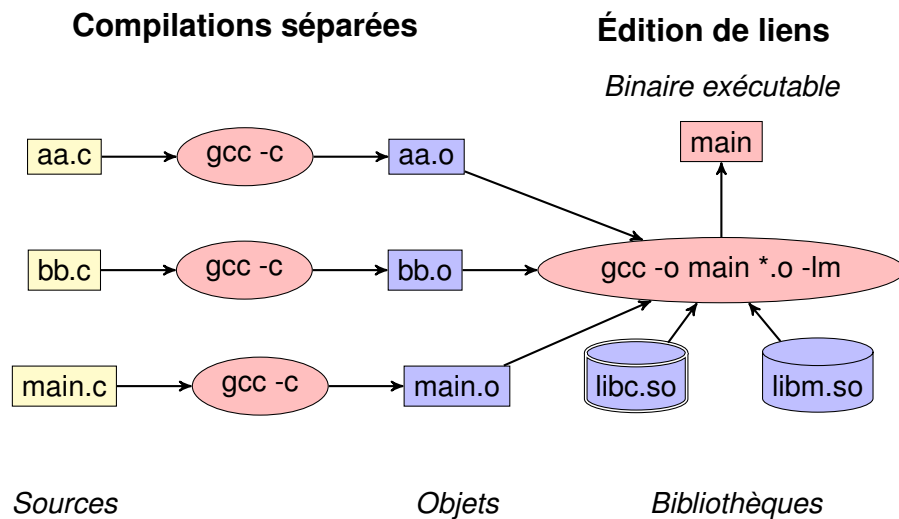 Compilations séparées
Édition de liens
Binaire exécutable
aa.c
gcc -c
aa.o
main
bb.c
gcc -c
bb.o
gcc -o main *.o -lm
main.c
gcc -c
main.o
libc.so
libm.so
Sources
Objets
Bibliothèques